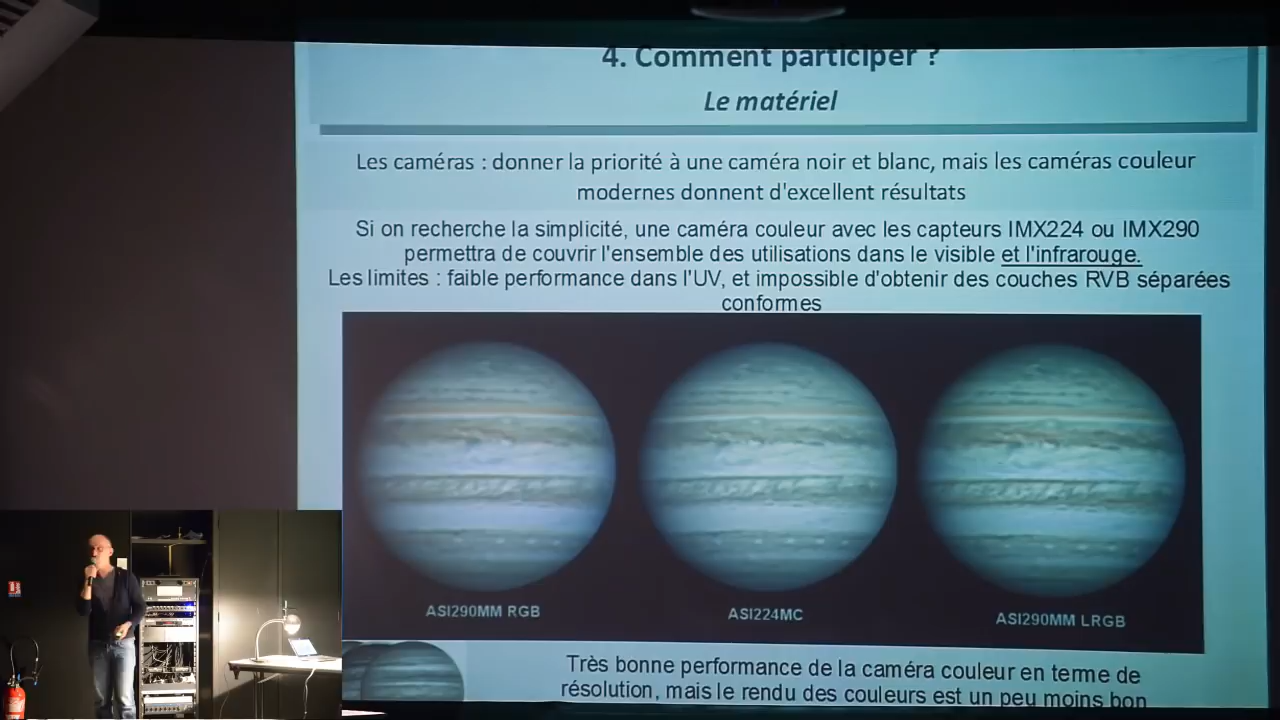 4. Comment participer ?
Le matériel
Les caméras : donner la priorité à une caméra noir et blanc, mais les caméras couleur
modernes donnent d'excellent résultats
Si on recherche la simplicité, une caméra couleur avec les capteurs IMX224 ou IMX290
permettra de couvrir l'ensemble des utilisations dans le visible et l'infrarouge.
Les limites : faible performance dans l'UV, et impossible d'obtenir des couches RVB séparées
conformes
ASI290MM RGB
ASI224MC
ASI290MM LRGB
Très bonne performance de la caméra couleur en terme de
résolution, mais le rendu des couleurs est un peu moins bon